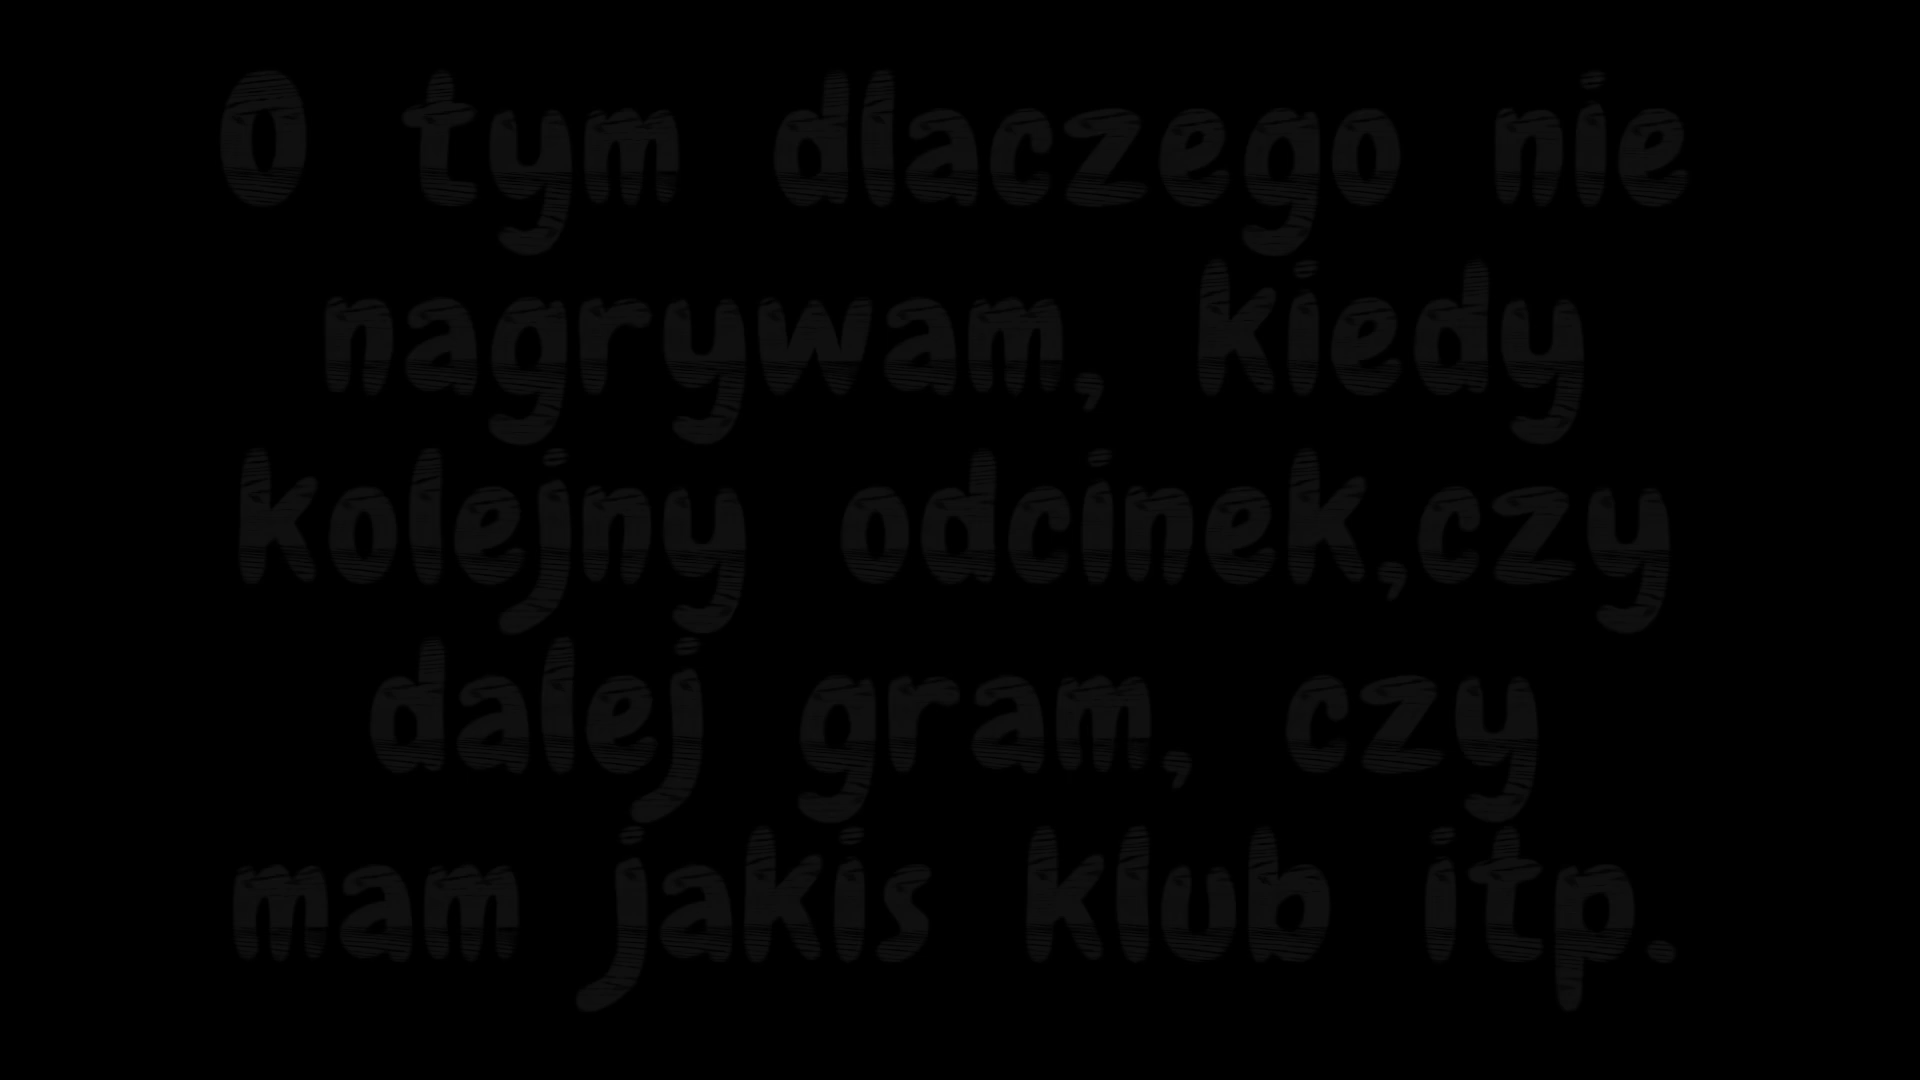 O tym dlaczego nie
nagrywam, kiedy
kolejny odcinek,czy
dalej gram, czy
mam jakis klub itp.